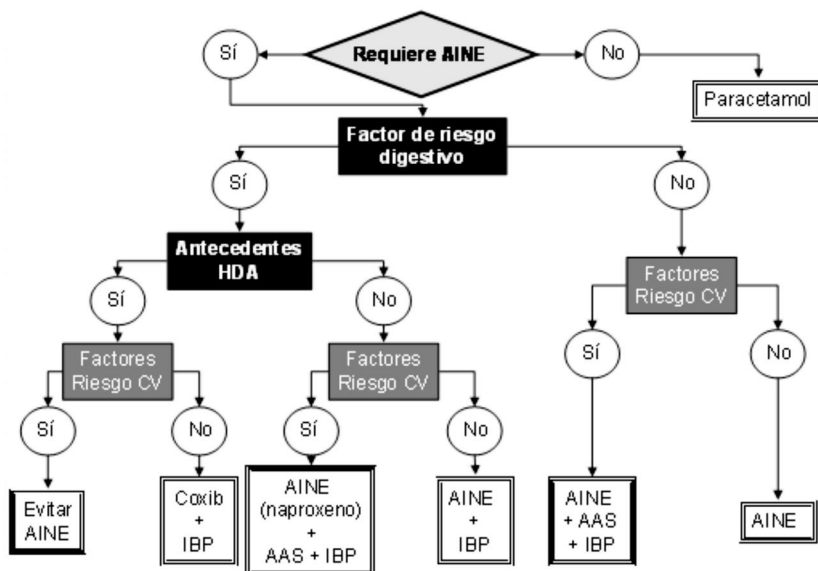 Sí
Requiere AINE
No
Paracetamol
Factor de riesgo
digestivo
Sí
No
Antecedentes
HDA
Factores
Riesgo CV
Sí
No
Sí
No
Factores
Riesgo CV
Factores
Riesgo CV
Sí
No
Sí
No
Evitar
AINE
Coxib
+
IBP
AINE
(naproxeno)
+
AAS + IBP
AINE
+
IBP
AINE
+ AAS
+ IBP
AINE